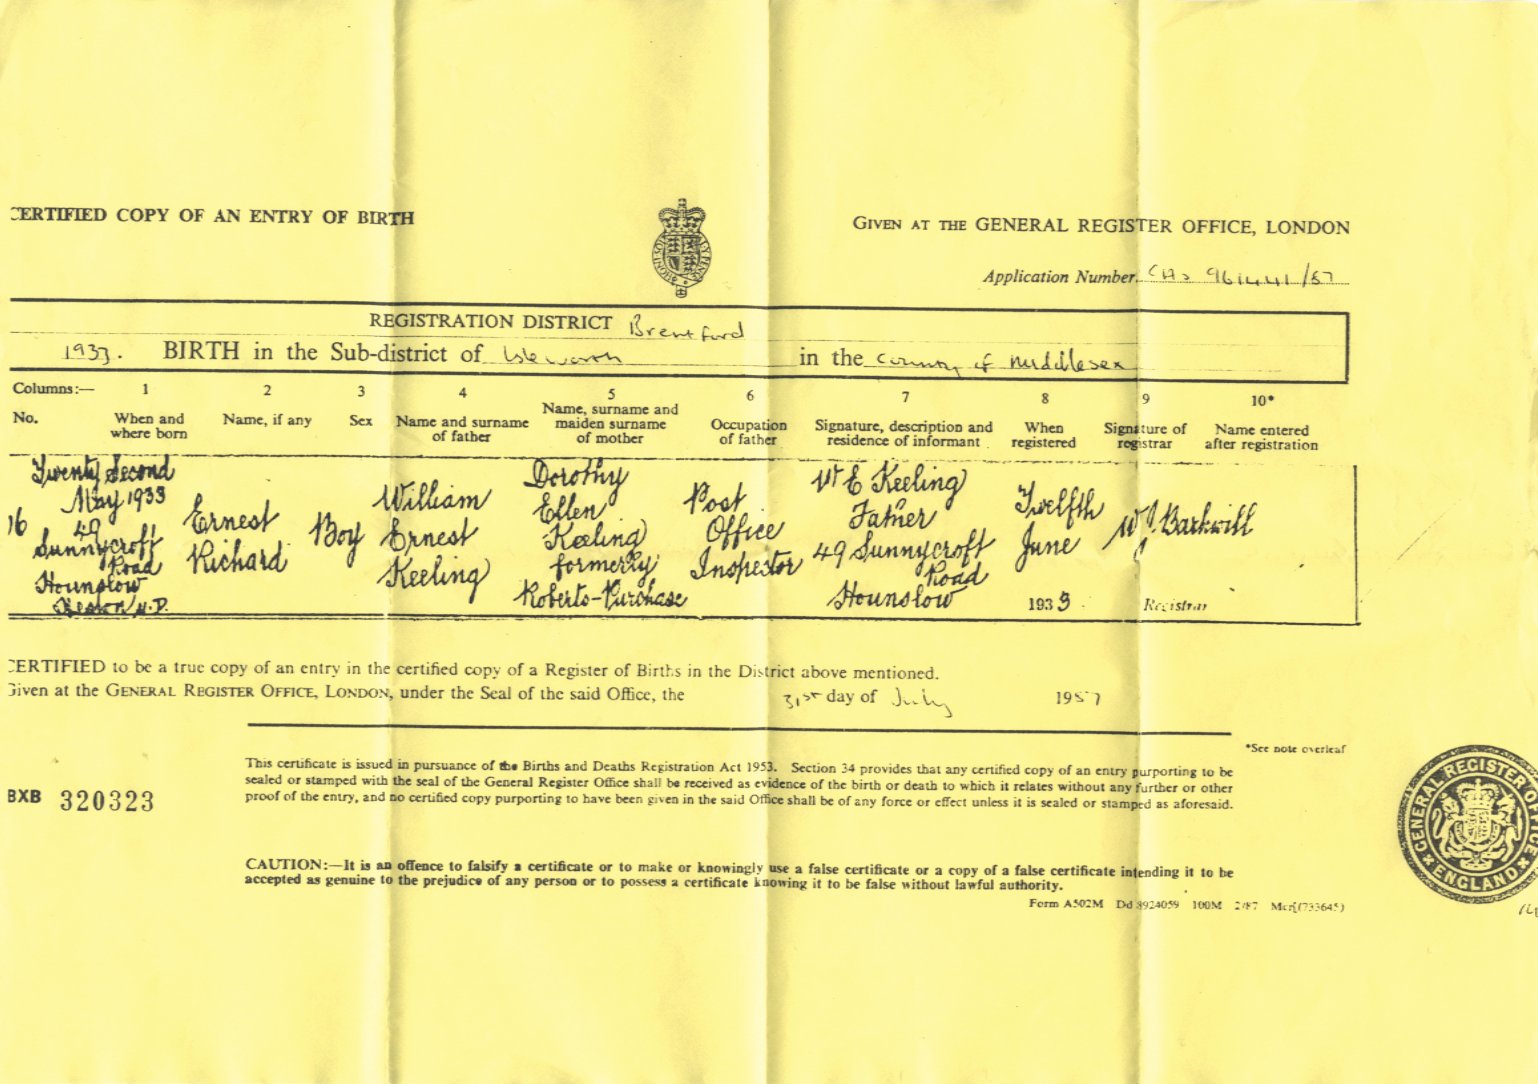 CERTIFIED COPY OF AN ENTRY OF BIRTH
GIVEN AT THE GENERAL REGISTER OFFICE, LONDON
Application Number
REGISTRATION DISTRICT Brentford
1933. BIRTH in the Sub-district of Isleworth in the County of Middlesex
Columns:— 1 2 3 4 5 6 7 8 9 10*
No. When and where born Name, if any Sex Name and surname of father Name, surname and maiden surname of mother Occupation of father Signature, description and residence of informant When registered Signature of registrar Name entered after registration
16
Twenty Second
May 1933
49
Sunnycroft
Road
Hounslow
Heston U.D.
Ernest
Richard
Boy
William
Ernest
Keeling
Dorothy
Ellen
Keeling
formerly
Roberts-Purchase
Post
Office
Inspector
W E Keeling
Father
49 Sunnycroft
Road
Hounslow
Twelfth
June
1933
W. J. Barkwill
Registrar
CERTIFIED to be a true copy of an entry in the certified copy of a Register of Births in the District above mentioned.
Given at the GENERAL REGISTER OFFICE, LONDON, under the Seal of the said Office, the 31st day of July 1987
*See note overleaf
This certificate is issued in pursuance of the Births and Deaths Registration Act 1953. Section 34 provides that any certified copy of an entry purporting to be
sealed or stamped with the seal of the General Register Office shall be received as evidence of the birth or death to which it relates without any further or other
proof of the entry, and no certified copy purporting to have been given in the said Office shall be of any force or effect unless it is sealed or stamped as aforesaid.
BXB 320323
CAUTION:—It is an offence to falsify a certificate or to make or knowingly use a false certificate or a copy of a false certificate intending it to be
accepted as genuine to the prejudice of any person or to possess a certificate knowing it to be false without lawful authority.
Form A502M Dd 8924059 100M 2/87 Mcr(733645)
GENERAL REGISTER OFFICE
ENGLAND